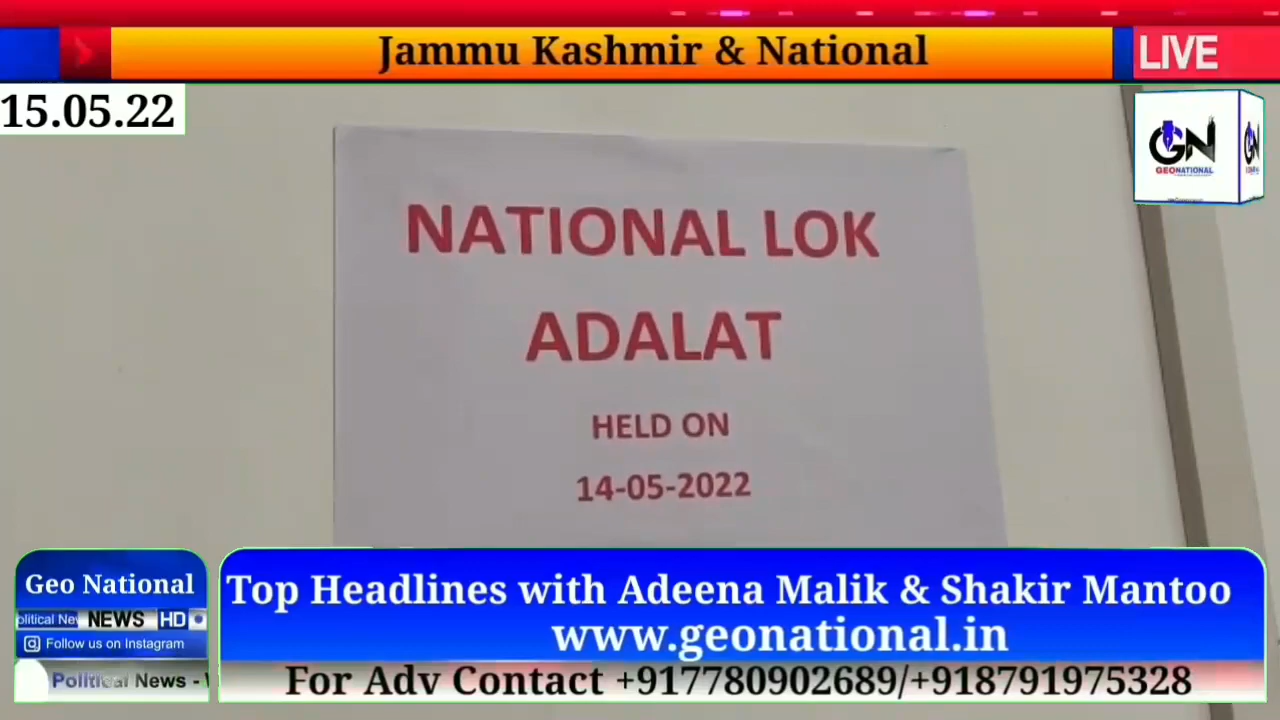 Jammu Kashmir & National
LIVE
15.05.22
GN
GEONATIONAL
NATIONAL LOK
ADALAT
HELD ON
14-05-2022
Geo National
NEWS HD
Follow us on Instagram
Political News -
Top Headlines with Adeena Malik & Shakir Mantoo
www.geonational.in
For Adv Contact +917780902689/+918791975328